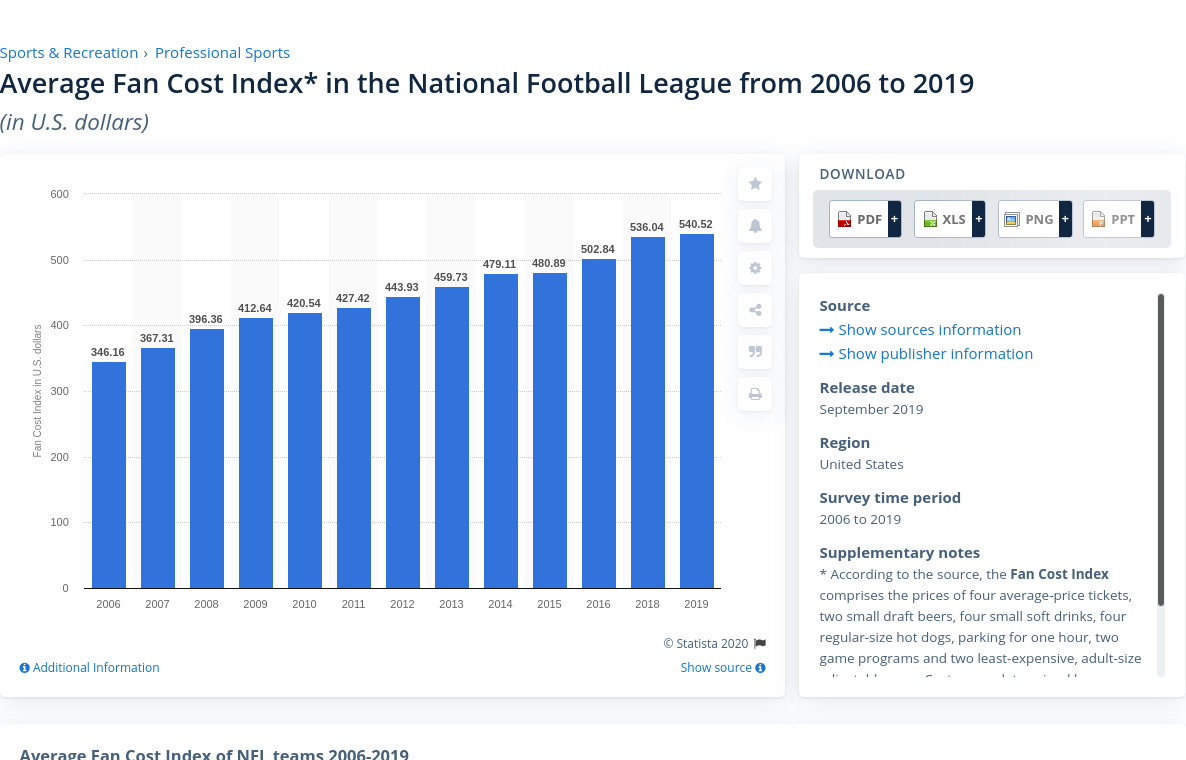 Sports & Recreation › Professional Sports
Average Fan Cost Index* in the National Football League from 2006 to 2019
(in U.S. dollars)
Fan Cost Index in U.S. dollars
600
500
400
300
200
100
0
346.16
367.31
396.36
412.64
420.54
427.42
443.93
459.73
479.11
480.89
502.84
536.04
540.52
2006 2007 2008 2009 2010 2011 2012 2013 2014 2015 2016 2018 2019
© Statista 2020
Additional Information
Show source
DOWNLOAD
PDF + XLS + PNG + PPT +
Source
Show sources information
Show publisher information
Release date
September 2019
Region
United States
Survey time period
2006 to 2019
Supplementary notes
* According to the source, the Fan Cost Index
comprises the prices of four average-price tickets,
two small draft beers, four small soft drinks, four
regular-size hot dogs, parking for one hour, two
game programs and two least-expensive, adult-size
Average Fan Cost Index of NFL teams 2006-2019